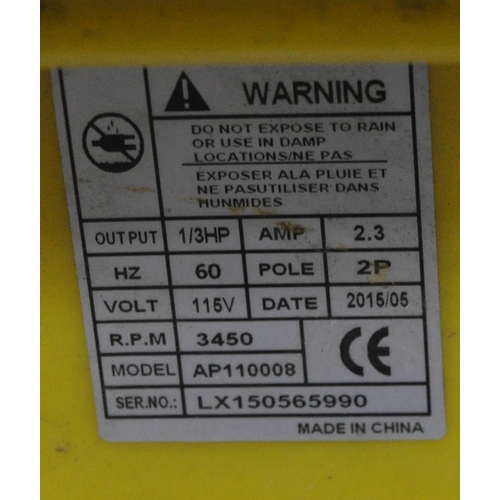 WARNING
DO NOT EXPOSE TO RAIN
OR USE IN DAMP
LOCATIONS/NE PAS
EXPOSER ALA PLUIE ET
NE PASUTILISER DANS
HUNMIDES
OUTPUT 1/3HP AMP 2.3
HZ 60 POLE 2P
VOLT 115V DATE 2015/05
R.P.M 3450
MODEL AP110008 CE
SER.NO.: LX150565990
MADE IN CHINA